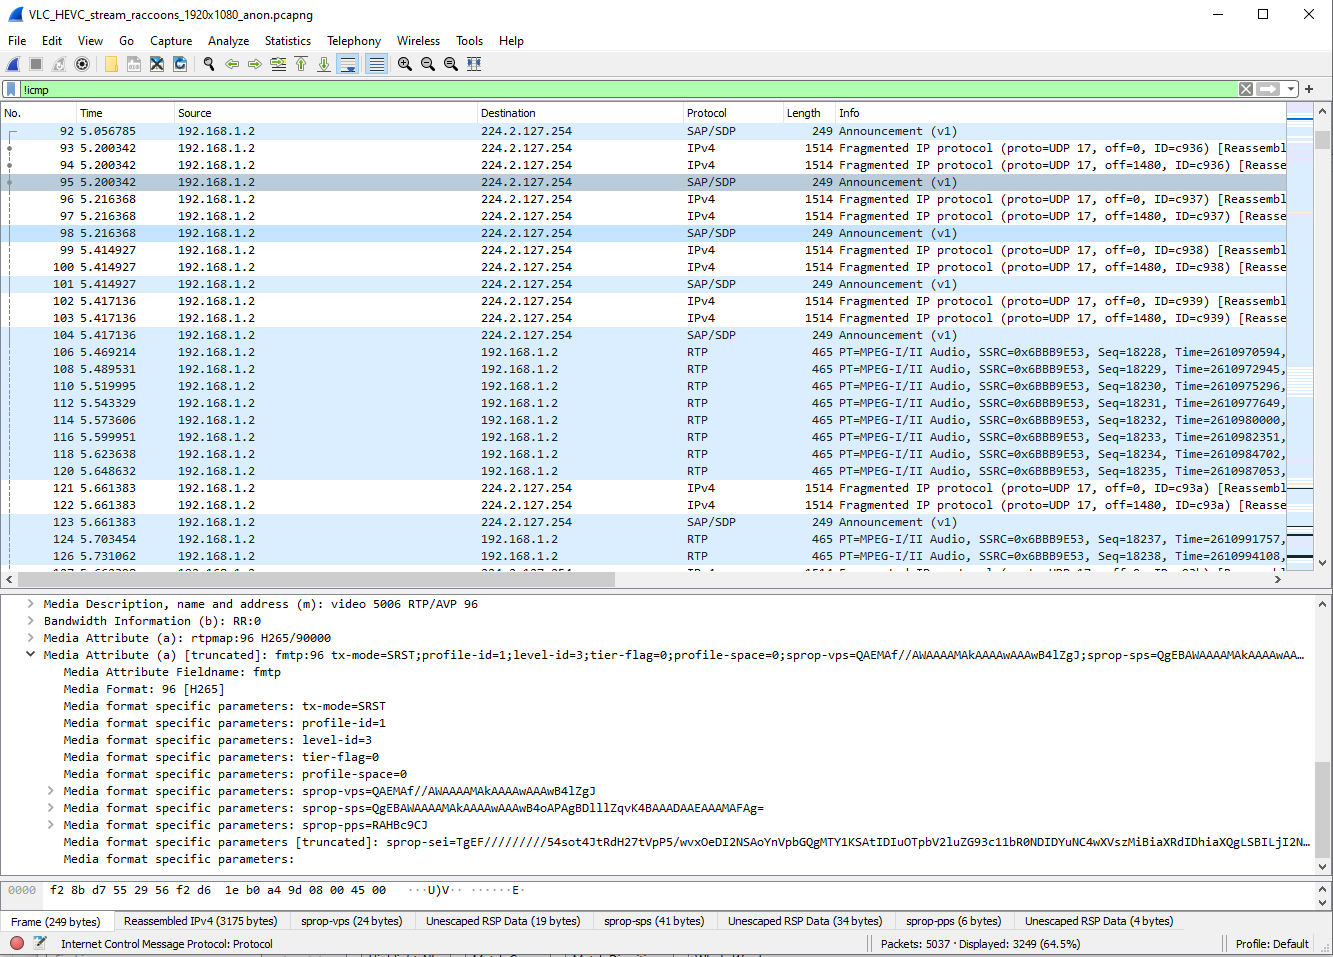 VLC_HEVC_stream_raccoons_1920x1080_anon.pcapng
File Edit View Go Capture Analyze Statistics Telephony Wireless Tools Help
!icmp
No. Time Source Destination Protocol Length Info
92 5.056785 192.168.1.2 224.2.127.254 SAP/SDP 249 Announcement (v1)
93 5.200342 192.168.1.2 224.2.127.254 IPv4 1514 Fragmented IP protocol (proto=UDP 17, off=0, ID=c936) [Reassembl
94 5.200342 192.168.1.2 224.2.127.254 IPv4 1514 Fragmented IP protocol (proto=UDP 17, off=1480, ID=c936) [Reasse
95 5.200342 192.168.1.2 224.2.127.254 SAP/SDP 249 Announcement (v1)
96 5.216368 192.168.1.2 224.2.127.254 IPv4 1514 Fragmented IP protocol (proto=UDP 17, off=0, ID=c937) [Reassembl
97 5.216368 192.168.1.2 224.2.127.254 IPv4 1514 Fragmented IP protocol (proto=UDP 17, off=1480, ID=c937) [Reasse
98 5.216368 192.168.1.2 224.2.127.254 SAP/SDP 249 Announcement (v1)
99 5.414927 192.168.1.2 224.2.127.254 IPv4 1514 Fragmented IP protocol (proto=UDP 17, off=0, ID=c938) [Reassembl
100 5.414927 192.168.1.2 224.2.127.254 IPv4 1514 Fragmented IP protocol (proto=UDP 17, off=1480, ID=c938) [Reasse
101 5.414927 192.168.1.2 224.2.127.254 SAP/SDP 249 Announcement (v1)
102 5.417136 192.168.1.2 224.2.127.254 IPv4 1514 Fragmented IP protocol (proto=UDP 17, off=0, ID=c939) [Reassembl
103 5.417136 192.168.1.2 224.2.127.254 IPv4 1514 Fragmented IP protocol (proto=UDP 17, off=1480, ID=c939) [Reasse
104 5.417136 192.168.1.2 224.2.127.254 SAP/SDP 249 Announcement (v1)
106 5.469214 192.168.1.2 192.168.1.2 RTP 465 PT=MPEG-I/II Audio, SSRC=0x6BBB9E53, Seq=18228, Time=2610970594,
108 5.489531 192.168.1.2 192.168.1.2 RTP 465 PT=MPEG-I/II Audio, SSRC=0x6BBB9E53, Seq=18229, Time=2610972945,
110 5.519995 192.168.1.2 192.168.1.2 RTP 465 PT=MPEG-I/II Audio, SSRC=0x6BBB9E53, Seq=18230, Time=2610975296,
112 5.543329 192.168.1.2 192.168.1.2 RTP 465 PT=MPEG-I/II Audio, SSRC=0x6BBB9E53, Seq=18231, Time=2610977649,
114 5.573606 192.168.1.2 192.168.1.2 RTP 465 PT=MPEG-I/II Audio, SSRC=0x6BBB9E53, Seq=18232, Time=2610980000,
116 5.599951 192.168.1.2 192.168.1.2 RTP 465 PT=MPEG-I/II Audio, SSRC=0x6BBB9E53, Seq=18233, Time=2610982351,
118 5.623638 192.168.1.2 192.168.1.2 RTP 465 PT=MPEG-I/II Audio, SSRC=0x6BBB9E53, Seq=18234, Time=2610984702,
120 5.648632 192.168.1.2 192.168.1.2 RTP 465 PT=MPEG-I/II Audio, SSRC=0x6BBB9E53, Seq=18235, Time=2610987053,
121 5.661383 192.168.1.2 224.2.127.254 IPv4 1514 Fragmented IP protocol (proto=UDP 17, off=0, ID=c93a) [Reassembl
122 5.661383 192.168.1.2 224.2.127.254 IPv4 1514 Fragmented IP protocol (proto=UDP 17, off=1480, ID=c93a) [Reasse
123 5.661383 192.168.1.2 224.2.127.254 SAP/SDP 249 Announcement (v1)
124 5.703454 192.168.1.2 192.168.1.2 RTP 465 PT=MPEG-I/II Audio, SSRC=0x6BBB9E53, Seq=18237, Time=2610991757,
126 5.731062 192.168.1.2 192.168.1.2 RTP 465 PT=MPEG-I/II Audio, SSRC=0x6BBB9E53, Seq=18238, Time=2610994108,
Media Description, name and address (m): video 5006 RTP/AVP 96
Bandwidth Information (b): RR:0
Media Attribute (a): rtpmap:96 H265/90000
Media Attribute (a) [truncated]: fmtp:96 tx-mode=SRST;profile-id=1;level-id=3;tier-flag=0;profile-space=0;sprop-vps=QAEMAf//AWAAAAMAkAAAAwAAAwB4lZgJ;sprop-sps=QgEBAWAAAAMAkAAAAwAA…
Media Attribute Fieldname: fmtp
Media Format: 96 [H265]
Media format specific parameters: tx-mode=SRST
Media format specific parameters: profile-id=1
Media format specific parameters: level-id=3
Media format specific parameters: tier-flag=0
Media format specific parameters: profile-space=0
Media format specific parameters: sprop-vps=QAEMAf//AWAAAAMAkAAAAwAAAwB4lZgJ
Media format specific parameters: sprop-sps=QgEBAWAAAAMAkAAAAwAAAwB4oAPAgBDlllZqvK4BAAADAAEAAAMAFAg=
Media format specific parameters: sprop-pps=RAHBc9CJ
Media format specific parameters [truncated]: sprop-sei=TgEF/////////54sot4JtRdH27tVpP5/wvxOeDI2NSAoYnVpbGQgMTY1KSAtIDIuOTpbV2luZG93c11bR0NDIDYuNC4wXVszMiBiaXRdIDhiaXQgLSBILjI2N…
Media format specific parameters:
0000 f2 8b d7 55 29 56 f2 d6 1e b0 a4 9d 08 00 45 00 ···U)V·· ······E·
Frame (249 bytes) Reassembled IPv4 (3175 bytes) sprop-vps (24 bytes) Unescaped RSP Data (19 bytes) sprop-sps (41 bytes) Unescaped RSP Data (34 bytes) sprop-pps (6 bytes) Unescaped RSP Data (4 bytes)
Internet Control Message Protocol: Protocol Packets: 5037 · Displayed: 3249 (64.5%) Profile: Default